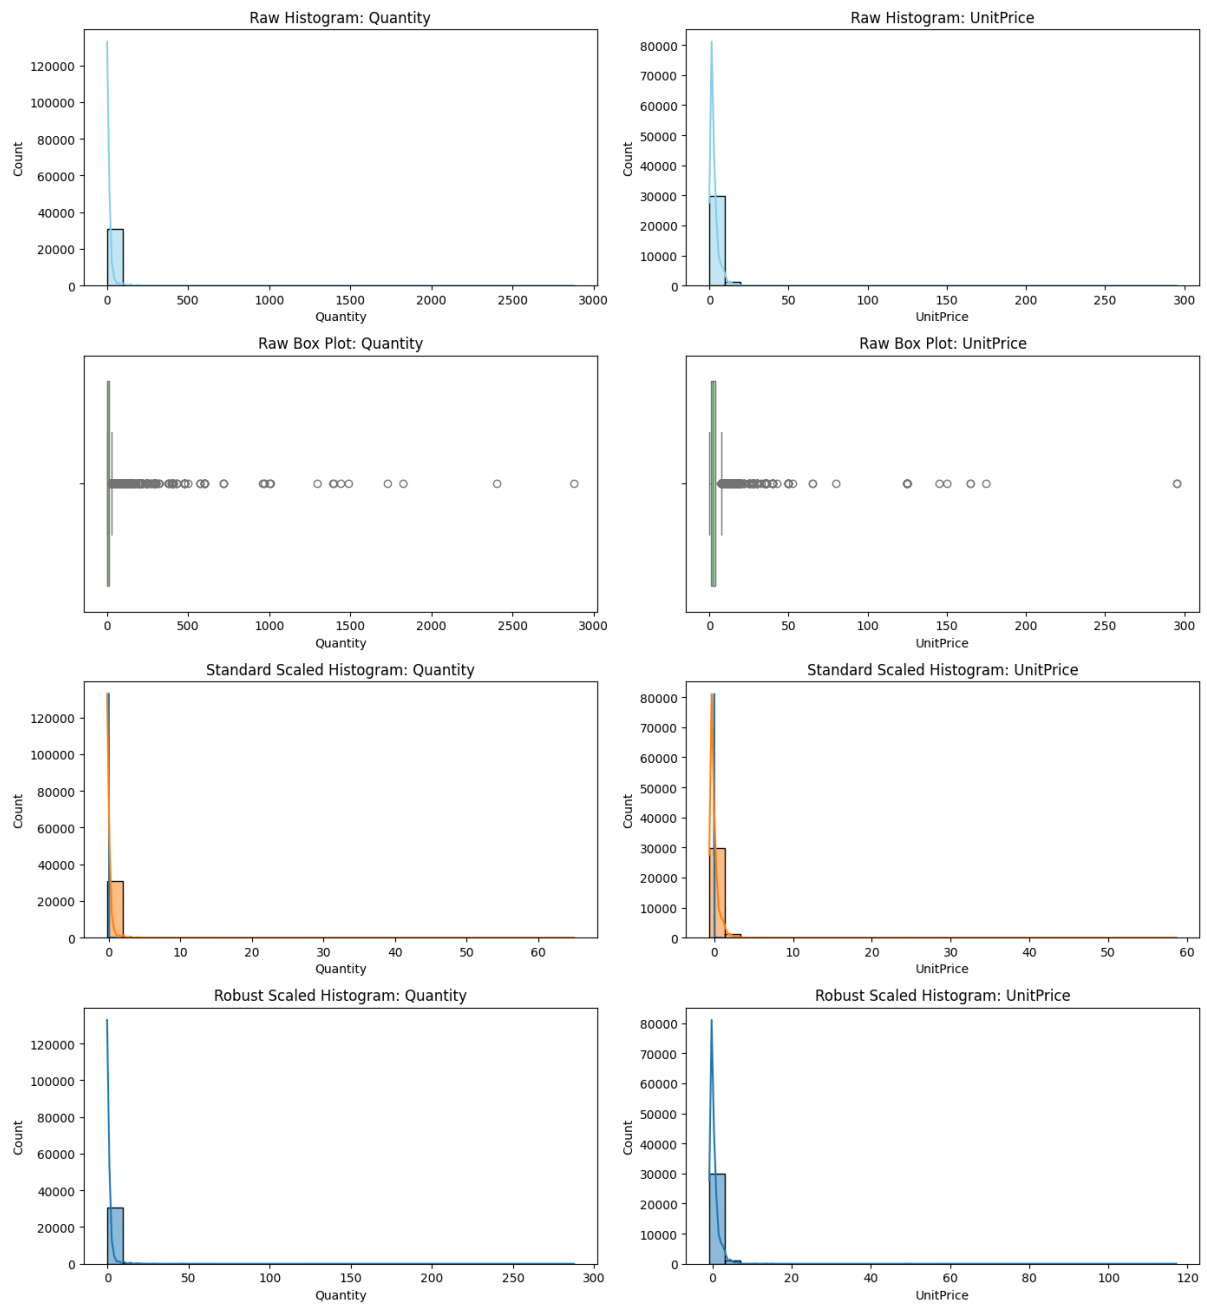 Raw Histogram: Quantity
Count
120000
100000
80000
60000
40000
20000
0
0 500 1000 1500 2000 2500 3000
Quantity
Raw Histogram: UnitPrice
Count
80000
70000
60000
50000
40000
30000
20000
10000
0
0 50 100 150 200 250 300
UnitPrice
Raw Box Plot: Quantity
0 500 1000 1500 2000 2500 3000
Quantity
Raw Box Plot: UnitPrice
0 50 100 150 200 250 300
UnitPrice
Standard Scaled Histogram: Quantity
Count
120000
100000
80000
60000
40000
20000
0
0 10 20 30 40 50 60
Quantity
Standard Scaled Histogram: UnitPrice
Count
80000
70000
60000
50000
40000
30000
20000
10000
0
0 10 20 30 40 50 60
UnitPrice
Robust Scaled Histogram: Quantity
Count
120000
100000
80000
60000
40000
20000
0
0 50 100 150 200 250 300
Quantity
Robust Scaled Histogram: UnitPrice
Count
80000
70000
60000
50000
40000
30000
20000
10000
0
0 20 40 60 80 100 120
UnitPrice